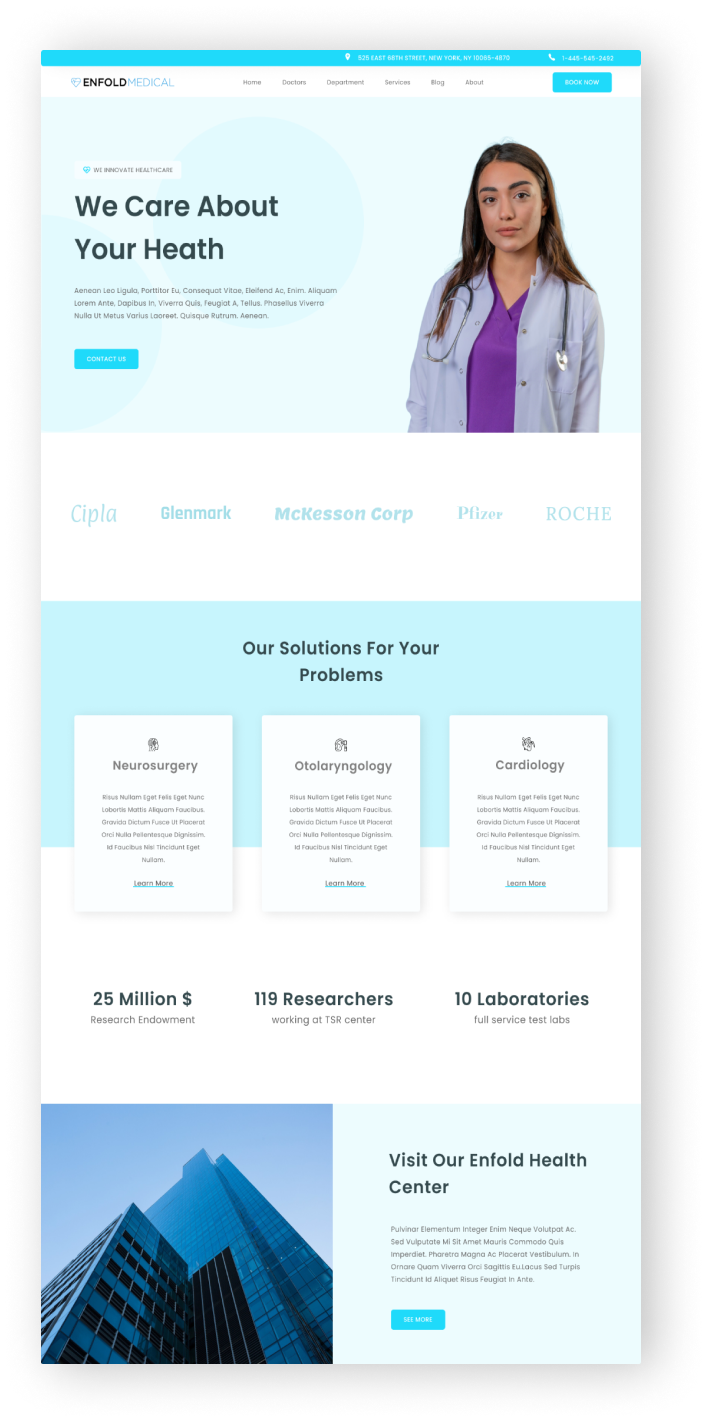 525 EAST 68TH STREET, NEW YORK, NY 10065-4870 1-445-545-2452
ENFOLDMEDICAL Home Doctors Department Services Blog About BOOK NOW
WE INNOVATE HEALTHCARE
We Care About
Your Heath
Aenean Leo Ligula, Porttitor Eu, Consequat Vitae, Eleifend Ac, Enim. Aliquam
Lorem Ante, Dapibus In, Viverra Quis, Feugiat A, Tellus. Phasellus Viverra
Nulla Ut Metus Varius Laoreet. Quisque Rutrum. Aenean.
CONTACT US
Cipla Glenmark McKesson Corp Pfizer ROCHE
Our Solutions For Your
Problems
Neurosurgery
Risus Nullam Eget Felis Eget Nunc
Lobortis Mattis Aliquam Faucibus.
Gravida Dictum Fusce Ut Placerat
Orci Nulla Pellentesque Dignissim.
Id Faucibus Nisl Tincidunt Eget
Nullam.
Learn More
Otolaryngology
Risus Nullam Eget Felis Eget Nunc
Lobortis Mattis Aliquam Faucibus.
Gravida Dictum Fusce Ut Placerat
Orci Nulla Pellentesque Dignissim.
Id Faucibus Nisl Tincidunt Eget
Nullam.
Learn More
Cardiology
Risus Nullam Eget Felis Eget Nunc
Lobortis Mattis Aliquam Faucibus.
Gravida Dictum Fusce Ut Placerat
Orci Nulla Pellentesque Dignissim.
Id Faucibus Nisl Tincidunt Eget
Nullam.
Learn More
25 Million $
Research Endowment
119 Researchers
working at TSR center
10 Laboratories
full service test labs
Visit Our Enfold Health
Center
Pulvinar Elementum Integer Enim Neque Volutpat Ac.
Sed Vulputate Mi Sit Amet Mauris Commodo Quis
Imperdiet. Pharetra Magna Ac Placerat Vestibulum. In
Ornare Quam Viverra Orci Sagittis Eu.Lacus Sed Turpis
Tincidunt Id Aliquet Risus Feugiat In Ante.
SEE MORE